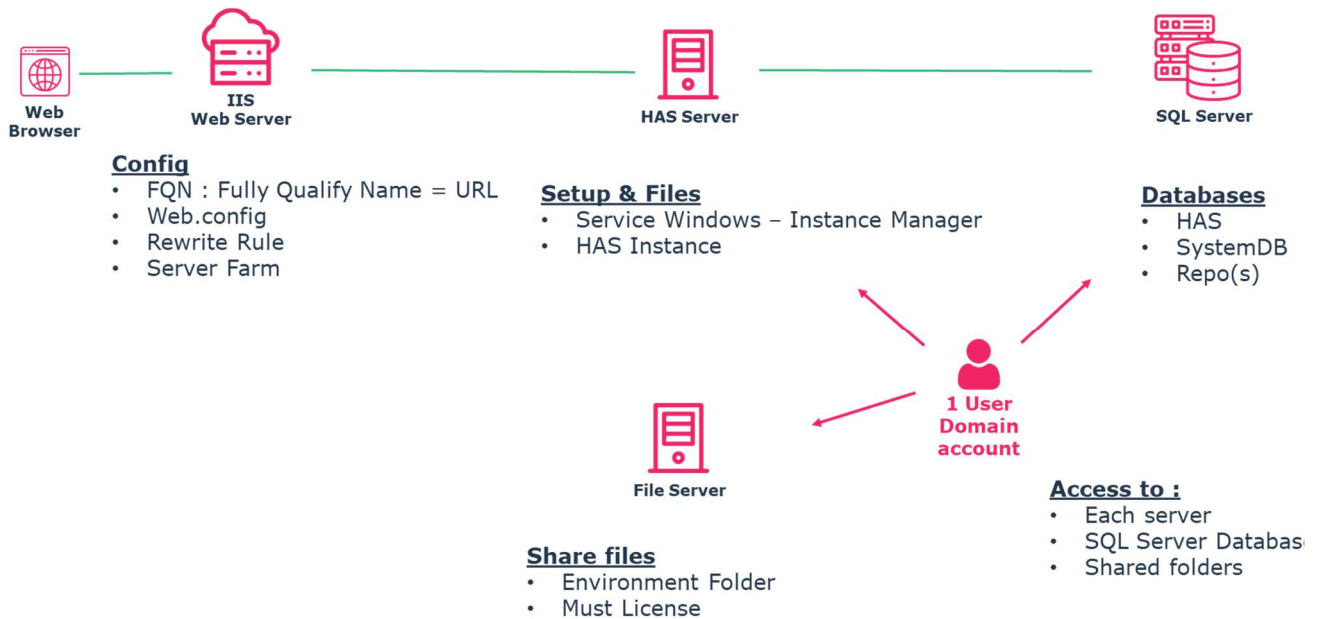 Web
Browser
IIS
Web Server
HAS Server
SQL Server
Config
• FQN : Fully Qualify Name = URL
• Web.config
• Rewrite Rule
• Server Farm
Setup & Files
• Service Windows – Instance Manager
• HAS Instance
Databases
• HAS
• SystemDB
• Repo(s)
1 User
Domain
account
File Server
Share files
• Environment Folder
• Must License
Access to :
• Each server
• SQL Server Databas
• Shared folders